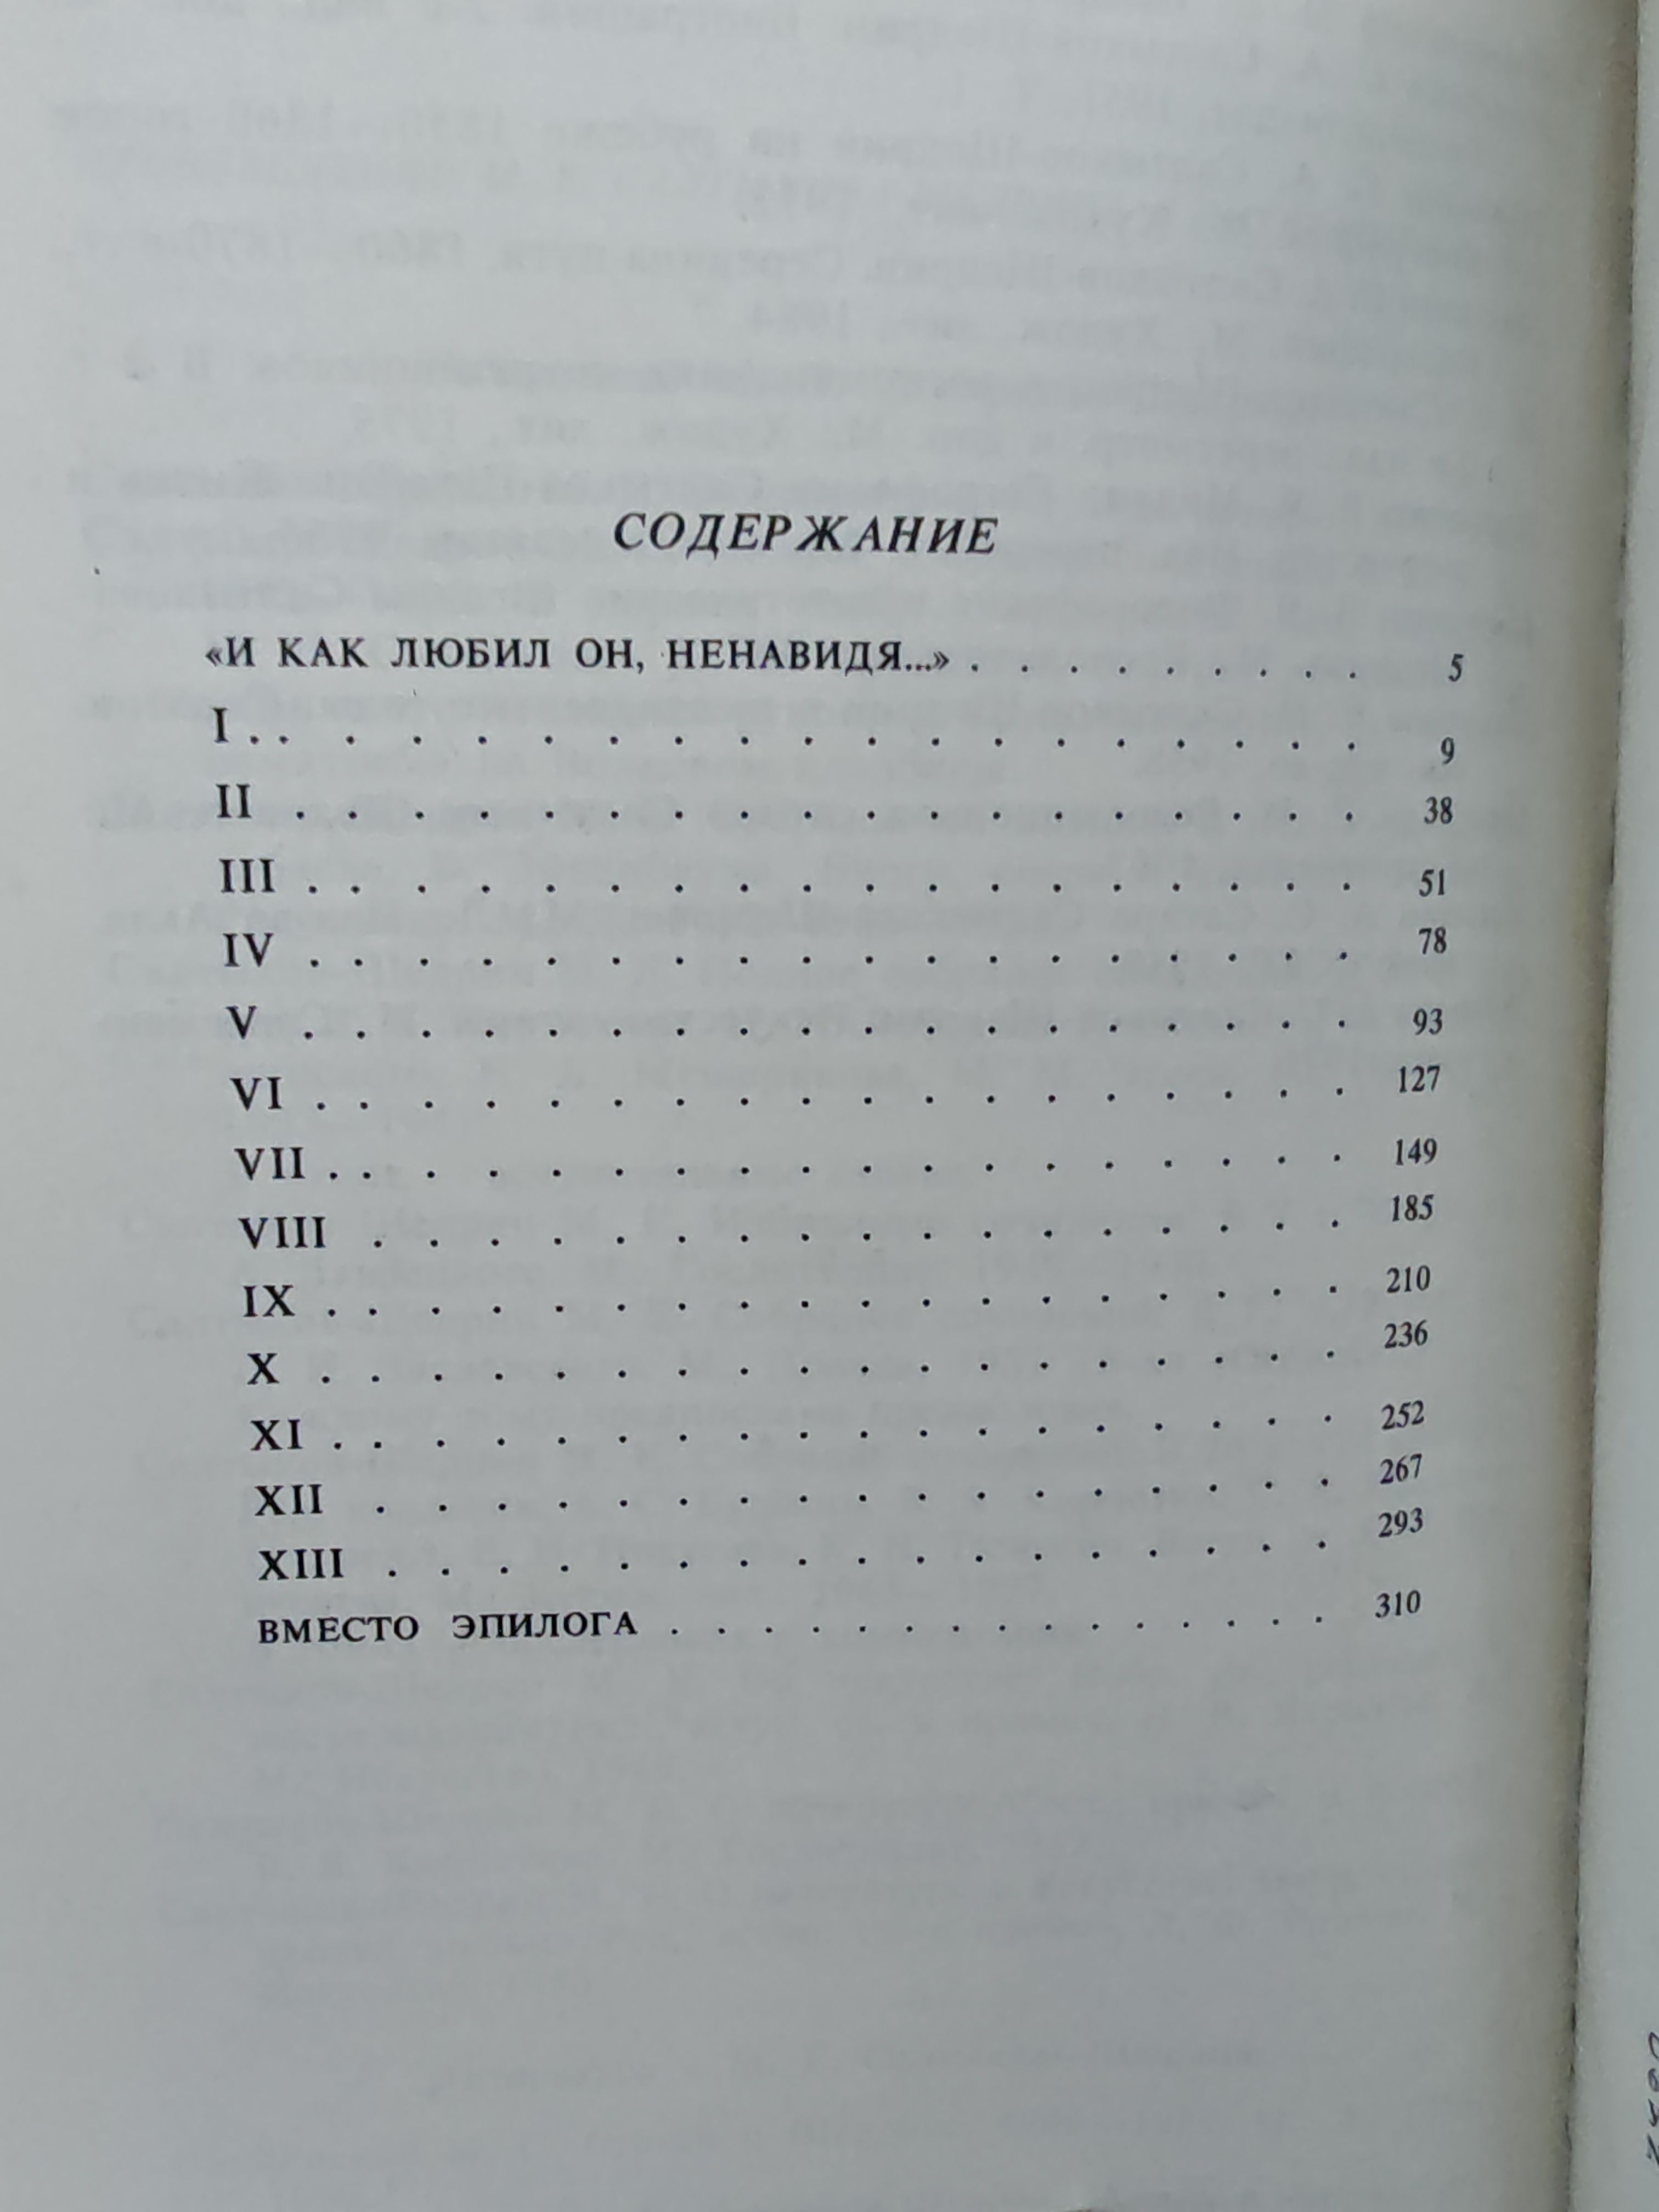 СОДЕРЖАНИЕ
«И КАК ЛЮБИЛ ОН, НЕНАВИДЯ...» . . . . . . . . . 5
I . . . . . . . . . . . . . . . . . . . 9
II . . . . . . . . . . . . . . . . . . 38
III . . . . . . . . . . . . . . . . . . 51
IV . . . . . . . . . . . . . . . . . . 78
V . . . . . . . . . . . . . . . . . . 93
VI . . . . . . . . . . . . . . . . . . 127
VII . . . . . . . . . . . . . . . . . . 149
VIII . . . . . . . . . . . . . . . . . 185
IX . . . . . . . . . . . . . . . . . . 210
X . . . . . . . . . . . . . . . . . . 236
XI . . . . . . . . . . . . . . . . . . 252
XII . . . . . . . . . . . . . . . . . 267
XIII . . . . . . . . . . . . . . . . . 293
ВМЕСТО ЭПИЛОГА . . . . . . . . . . . . . . 310